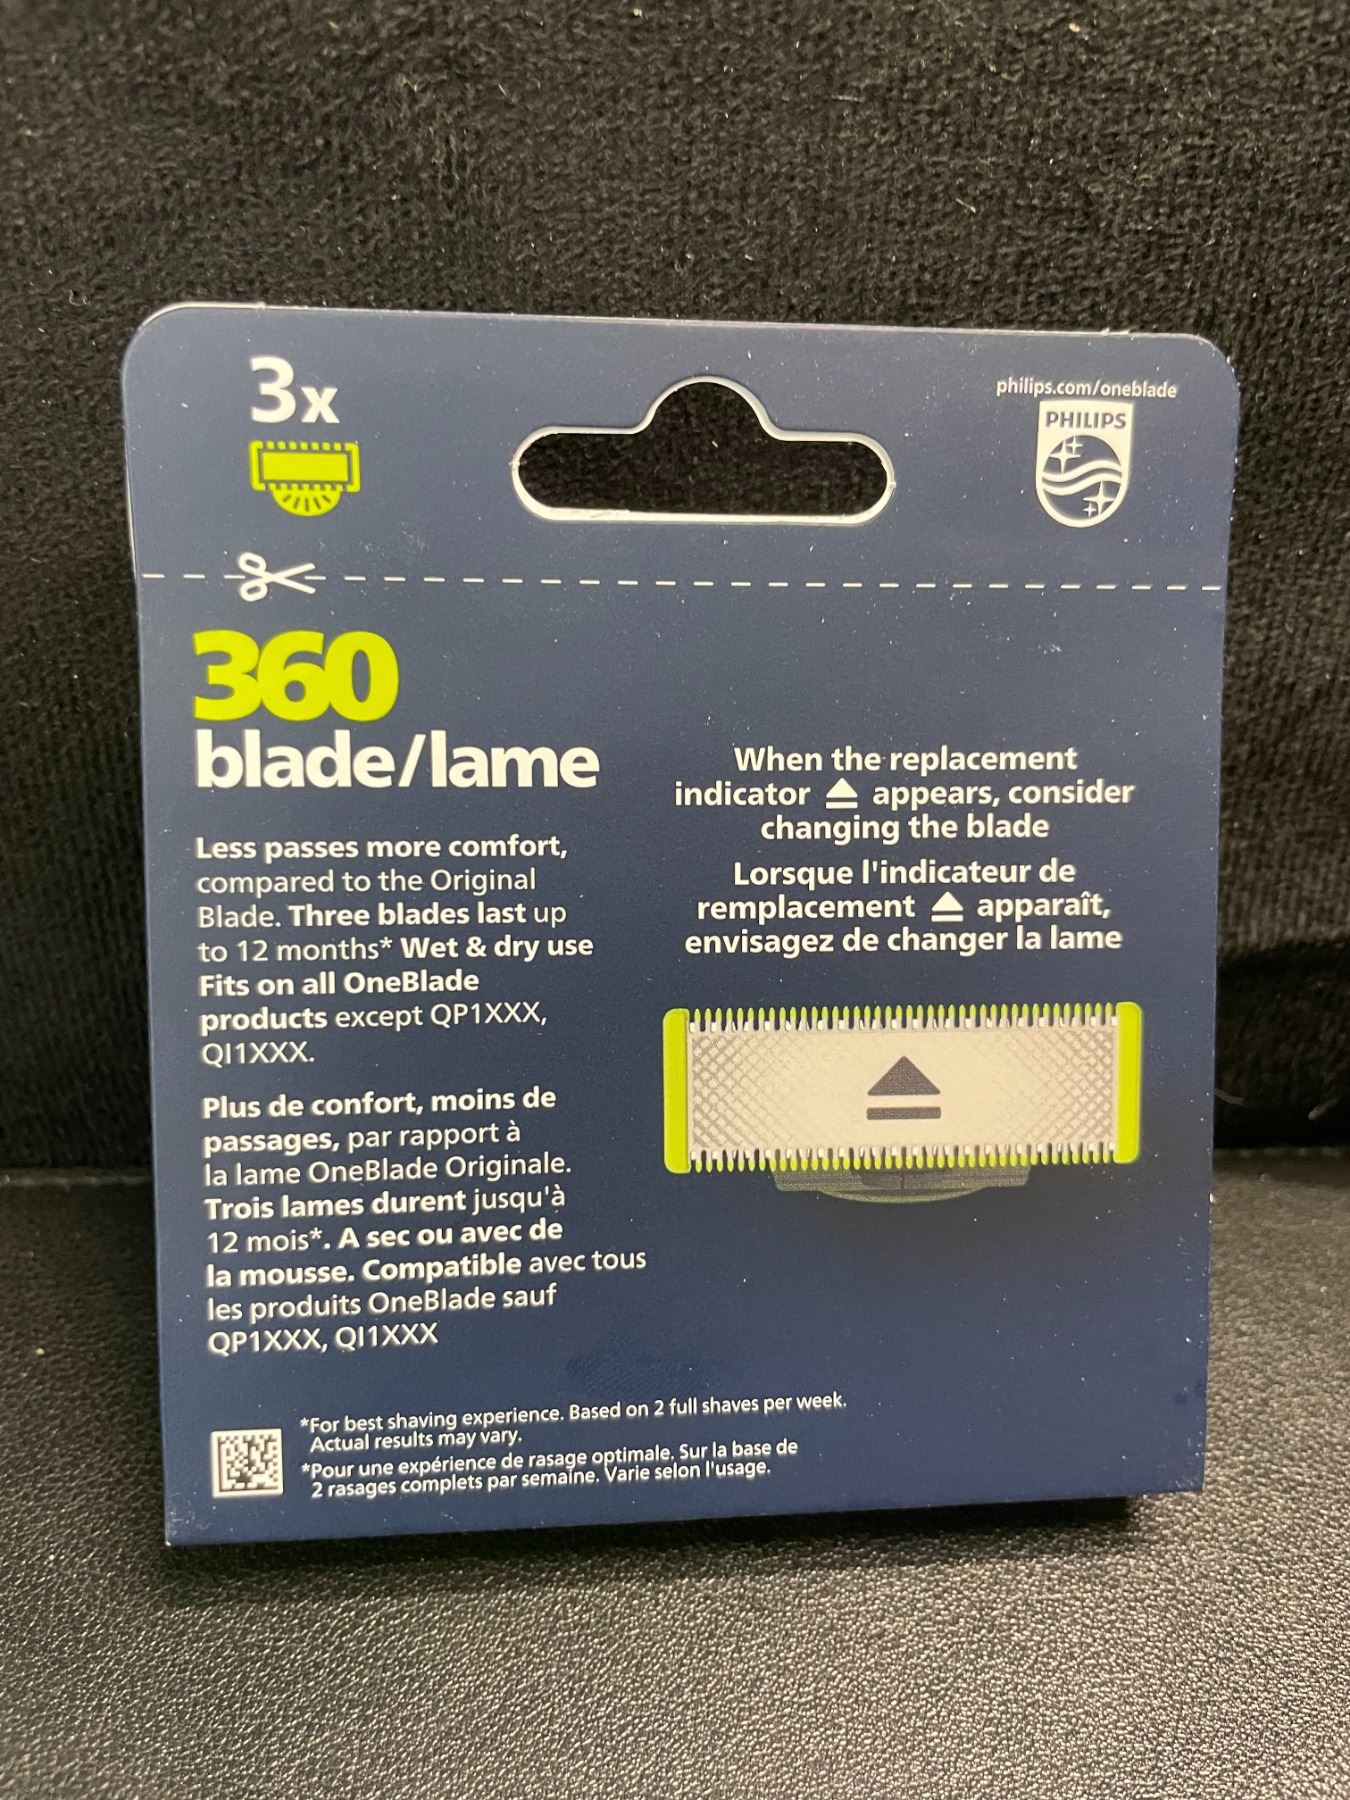 3x
philips.com/oneblade
PHILIPS
360
blade/lame
Less passes more comfort,
compared to the Original
Blade. Three blades last up
to 12 months* Wet & dry use
Fits on all OneBlade
products except QP1XXX,
QI1XXX.
Plus de confort, moins de
passages, par rapport à
la lame OneBlade Originale.
Trois lames durent jusqu'à
12 mois*. A sec ou avec de
la mousse. Compatible avec tous
les produits OneBlade sauf
QP1XXX, QI1XXX
When the replacement
indicator ⏏ appears, consider
changing the blade
Lorsque l'indicateur de
remplacement ⏏ apparaît,
envisagez de changer la lame
*For best shaving experience. Based on 2 full shaves per week.
Actual results may vary.
*Pour une expérience de rasage optimale. Sur la base de
2 rasages complets par semaine. Varie selon l'usage.